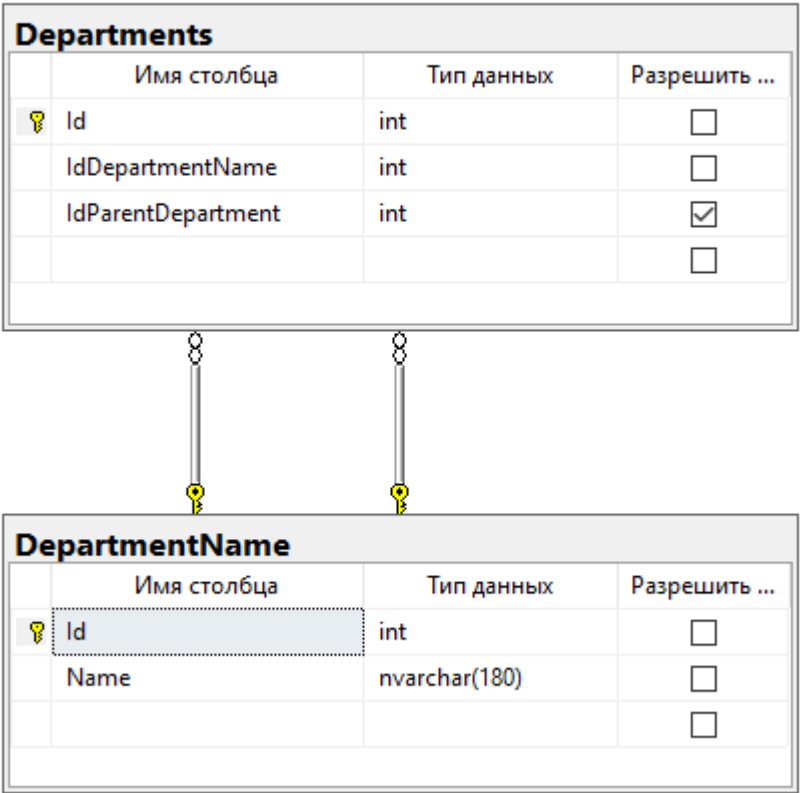 Departments
Имя столбца Тип данных Разрешить ...
Id int
IdDepartmentName int
IdParentDepartment int
DepartmentName
Имя столбца Тип данных Разрешить ...
Id int
Name nvarchar(180)